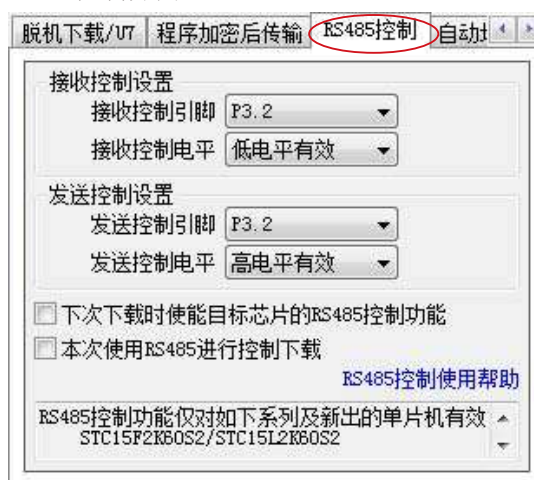 脱机下载/U7 程序加密后传输 RS485控制
接收控制设置
接收控制引脚 P3.2
接收控制电平 低电平有效
发送控制设置
发送控制引脚 P3.2
发送控制电平 高电平有效
下次下载时使能目标芯片的RS485控制功能
本次使用RS485进行控制下载
RS485控制使用帮助
RS485控制功能仅对如下系列及新出的单片机有效
STC15F2K60S2/STC15L2K60S2